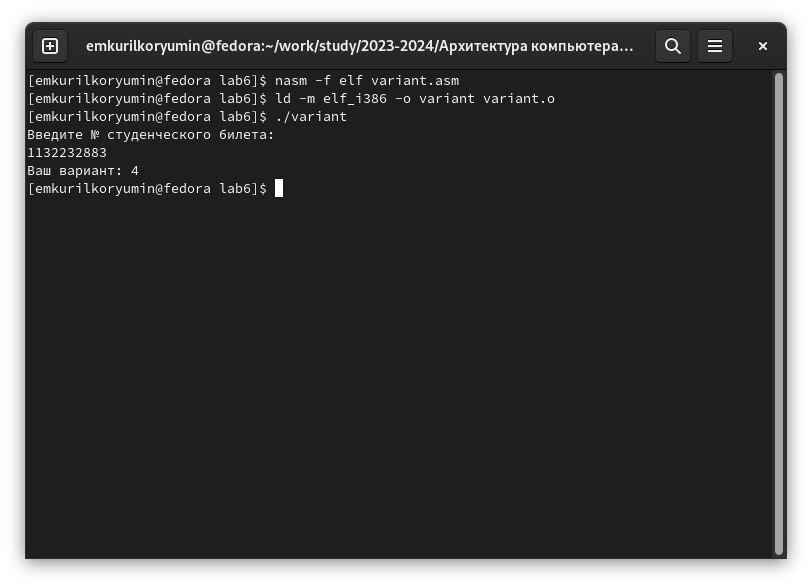 emkurilkoryumin@fedora:~/work/study/2023-2024/Архитектура компьютера...
[emkurilkoryumin@fedora lab6]$ nasm -f elf variant.asm
[emkurilkoryumin@fedora lab6]$ ld -m elf_i386 -o variant variant.o
[emkurilkoryumin@fedora lab6]$ ./variant
Введите № студенческого билета:
1132232883
Ваш вариант: 4
[emkurilkoryumin@fedora lab6]$